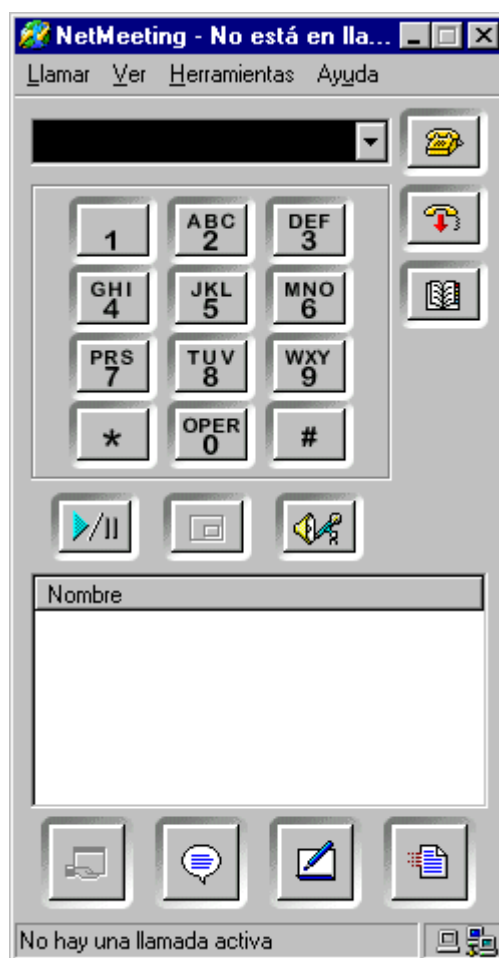 NetMeeting - No está en lla...
Llamar Ver Herramientas Ayuda
1 ABC 2 DEF 3
GHI 4 JKL 5 MNO 6
PRS 7 TUV 8 WXY 9
* OPER 0 #
Nombre
No hay una llamada activa